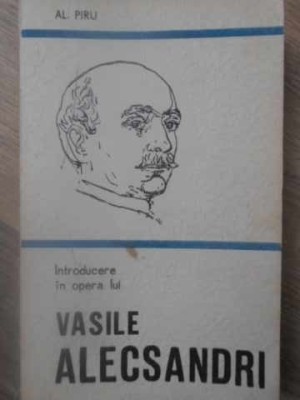 AL. PIRU
Introducere
în opera lui
VASILE
ALECSANDRI